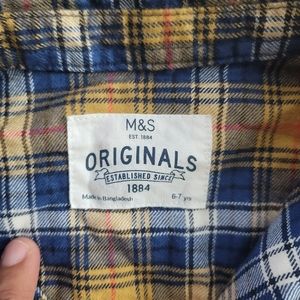 M&S
EST. 1884
ORIGINALS
ESTABLISHED SINCE
1884
Made in Bangladesh 6-7 yrs